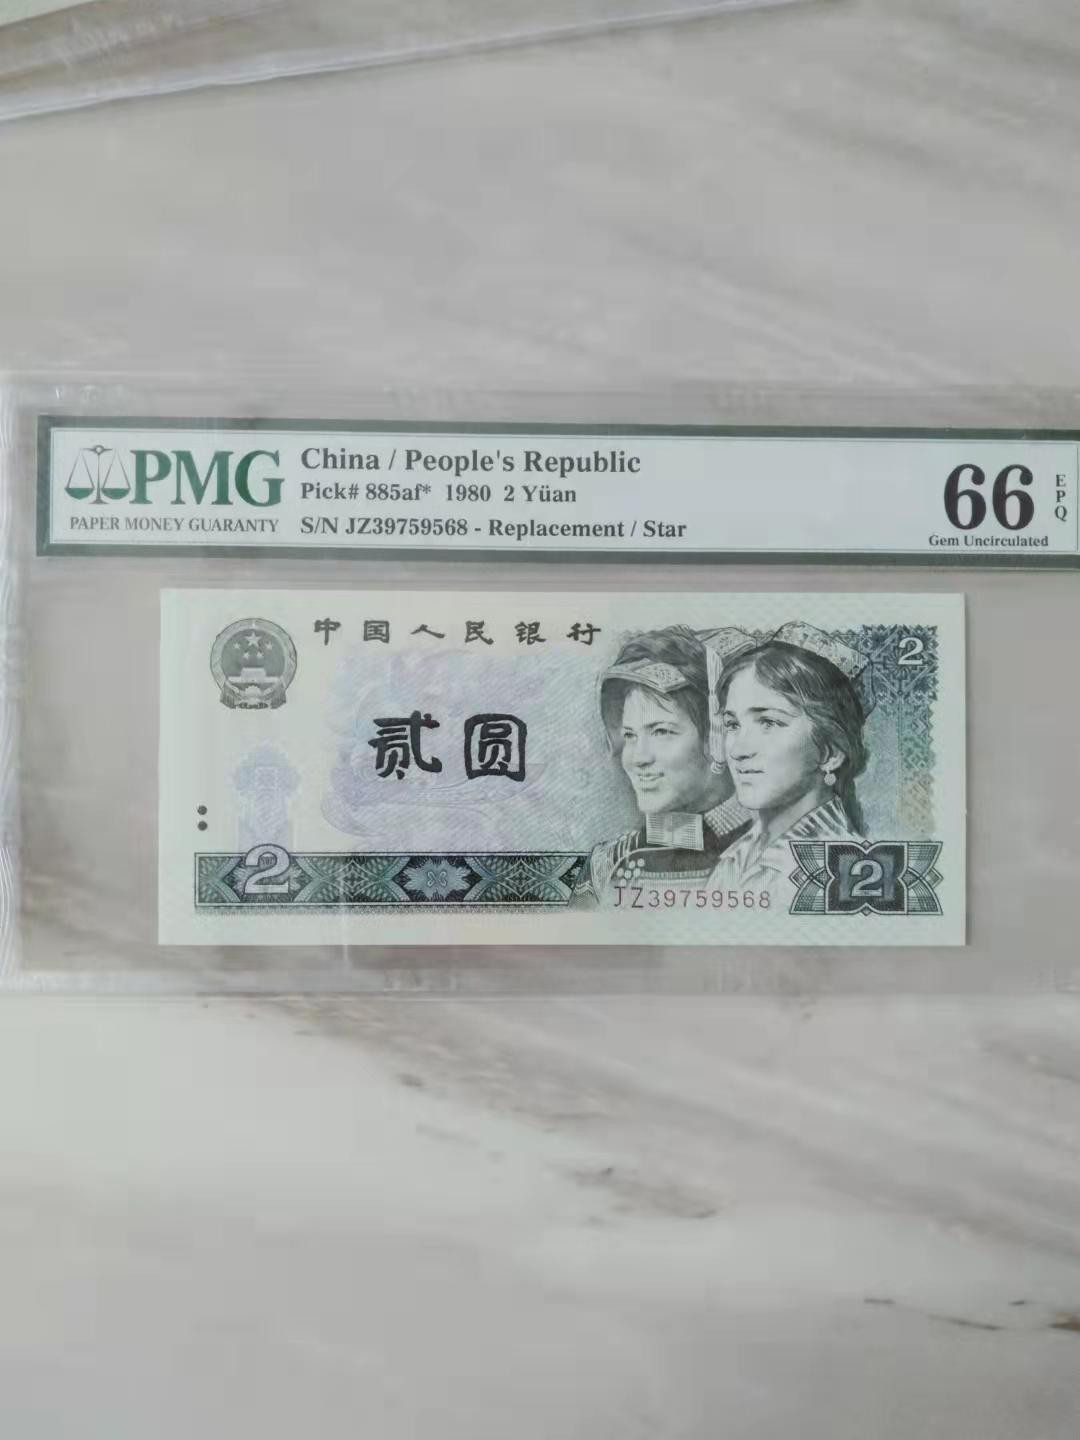 PMG
PAPER MONEY GUARANTY
China / People's Republic
Pick# 885af* 1980 2 Yüan
S/N JZ39759568 - Replacement / Star
66
EPQ
Gem Uncirculated
中国人民银行
2
贰圆
2
JZ39759568
2